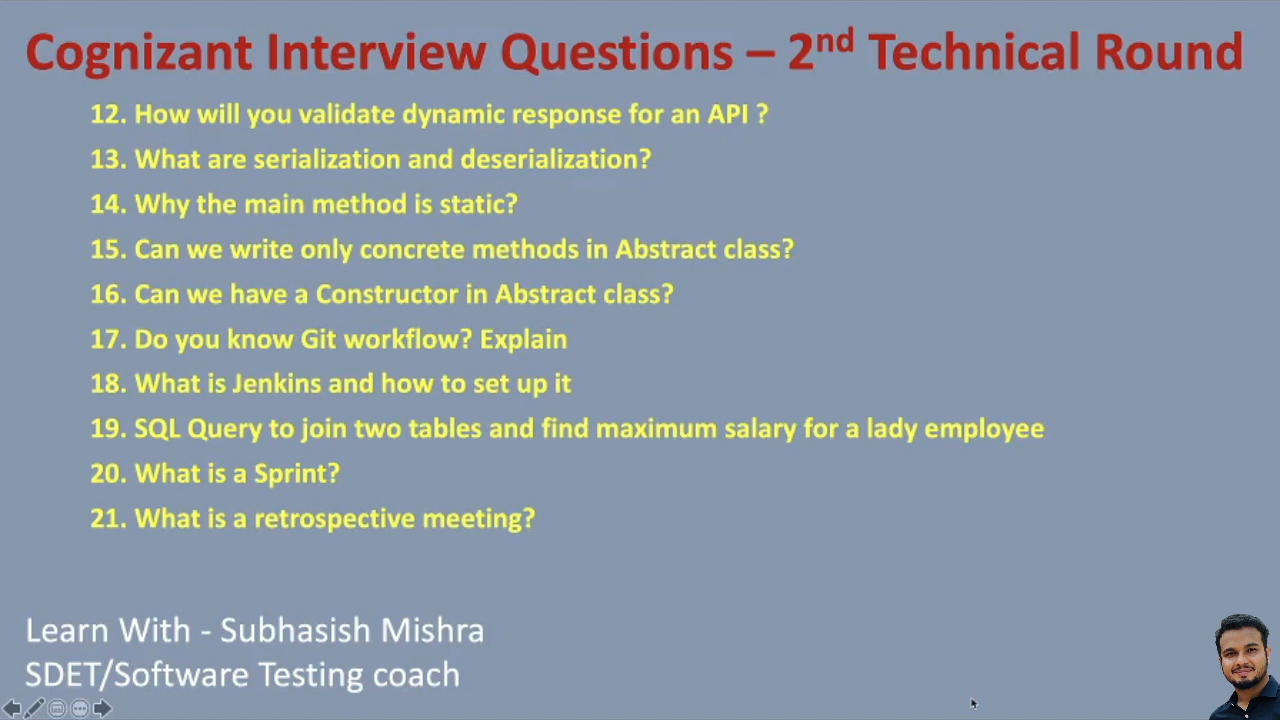 Cognizant Interview Questions – 2nd Technical Round
12. How will you validate dynamic response for an API ?
13. What are serialization and deserialization?
14. Why the main method is static?
15. Can we write only concrete methods in Abstract class?
16. Can we have a Constructor in Abstract class?
17. Do you know Git workflow? Explain
18. What is Jenkins and how to set up it
19. SQL Query to join two tables and find maximum salary for a lady employee
20. What is a Sprint?
21. What is a retrospective meeting?
Learn With - Subhasish Mishra
SDET/Software Testing coach